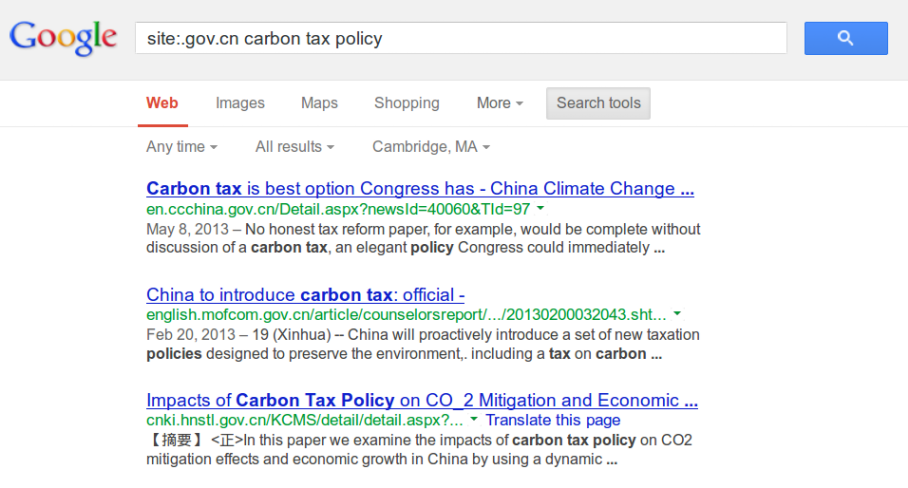 Google
site:.gov.cn carbon tax policy
Web Images Maps Shopping More Search tools
Any time All results Cambridge, MA
Carbon tax is best option Congress has - China Climate Change ...
en.ccchina.gov.cn/Detail.aspx?newsId=40060&TId=97
May 8, 2013 – No honest tax reform paper, for example, would be complete without
discussion of a carbon tax, an elegant policy Congress could immediately ...
China to introduce carbon tax: official -
english.mofcom.gov.cn/article/counselorsreport/.../20130200032043.sht...
Feb 20, 2013 – 19 (Xinhua) -- China will proactively introduce a set of new taxation
policies designed to preserve the environment,. including a tax on carbon ...
Impacts of Carbon Tax Policy on CO_2 Mitigation and Economic ...
cnki.hnstl.gov.cn/KCMS/detail/detail.aspx?... Translate this page
【摘要】 <正>In this paper we examine the impacts of carbon tax policy on CO2
mitigation effects and economic growth in China by using a dynamic ...